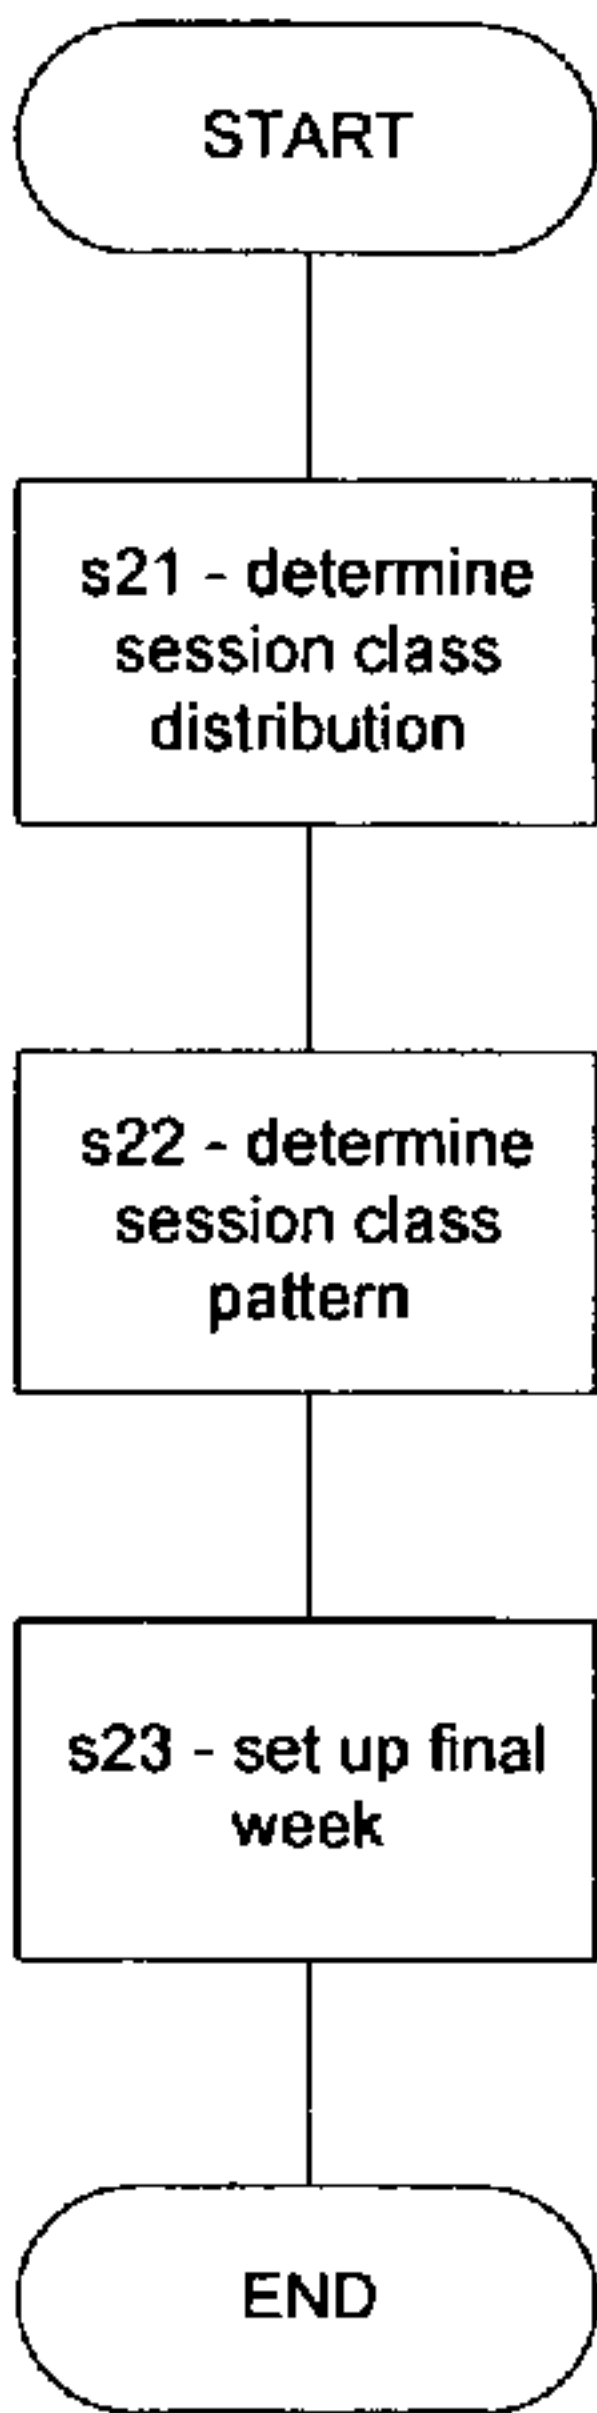 START
s21 - determine
session class
distribution
s22 - determine
session class
pattern
s23 - set up final
week
END